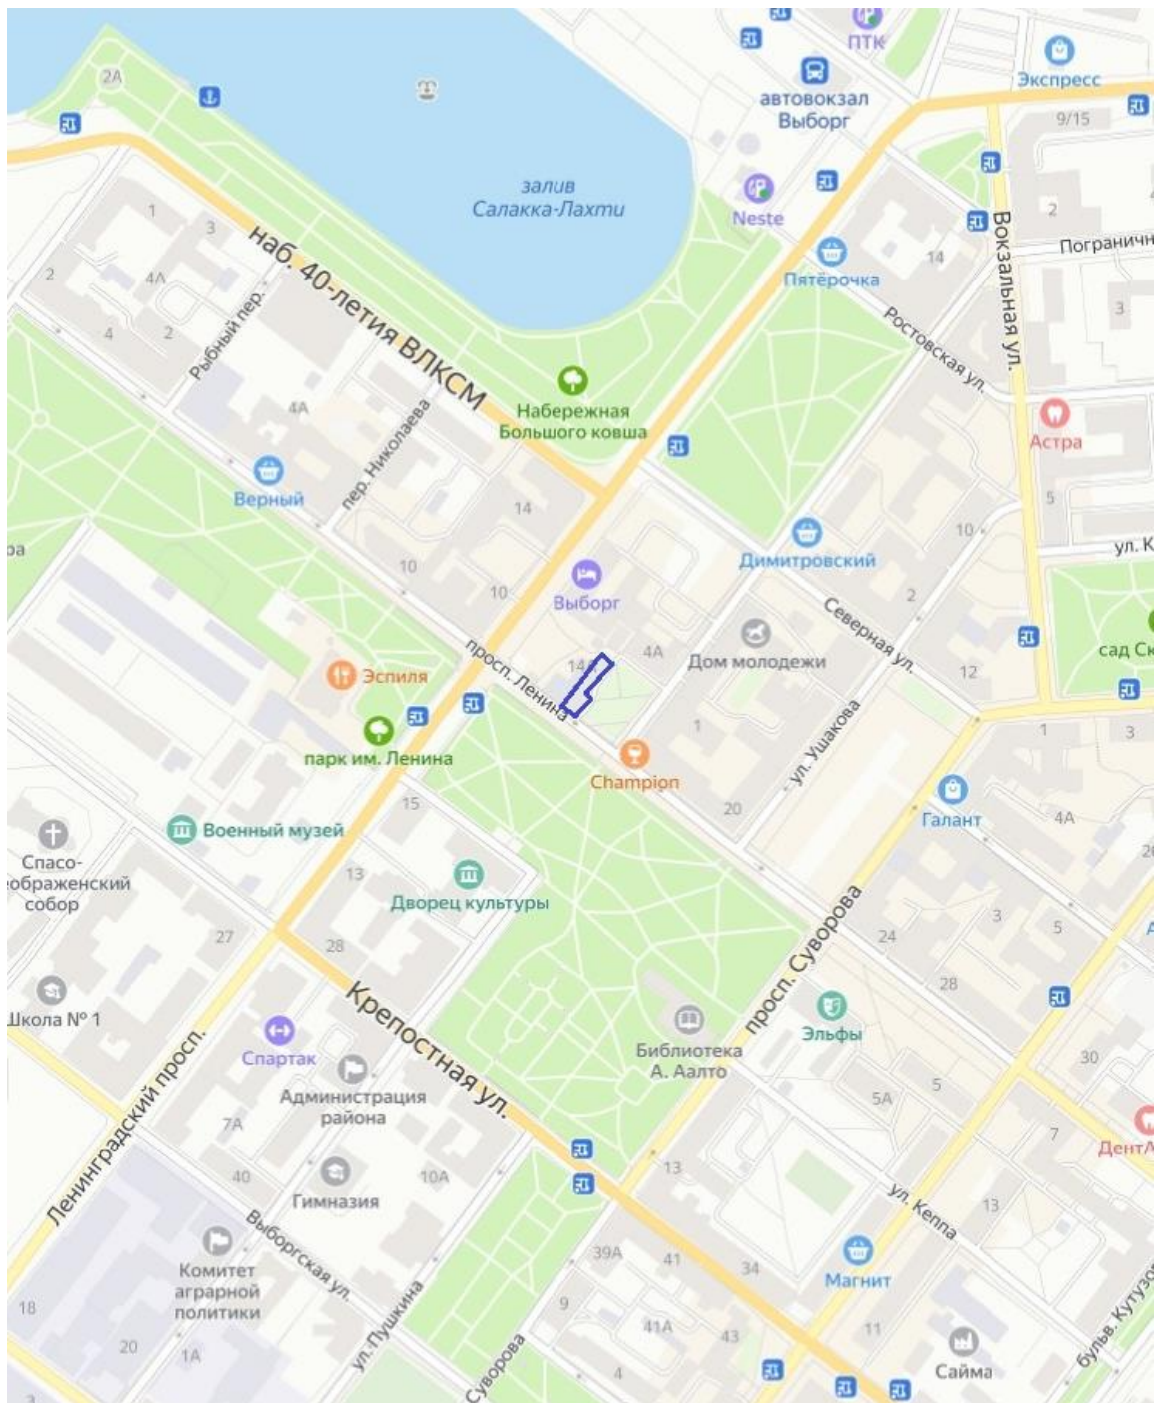 ПТК
Экспресс
автовокзал
Выборг
9/15
2А
залив
Салакка-Лахти
Neste
Вокзальная ул.
2
1
3
наб. 40-летия ВЛКСМ
14
Пятёрочка
2
4А
4
2
Рыбный пер.
3
Ростовская ул.
Набережная
Большого ковша
4А
Астра
пер. Николаева
Верный
14
5
10
ул. К
10
Димитровский
10
Выборг
2
Северная ул.
просп. Ленина
4А
Дом молодежи
сад Ск
Эспиля
12
1
ул. Ушакова
1
3
парк им. Ленина
Champion
15
20
Галант
4А
Военный музей
Спасо-
ображенский
собор
13
Дворец культуры
просп. Суворова
3
5
27
28
24
28
Школа № 1
Крепостная ул.
Спартак
Библиотека
А. Аалто
Эльфы
30
Администрация
района
5
5А
Ленинградский просп.
7А
7
13
40
Гимназия
10А
ул. Кеппа
13
Выборгская ул.
Комитет
аграрной
политики
39А
41
34
Магнит
18
9
41А
43
11
ул. Пушкина
20
1А
Суворова
4
Сайма
бульв. Кутузо